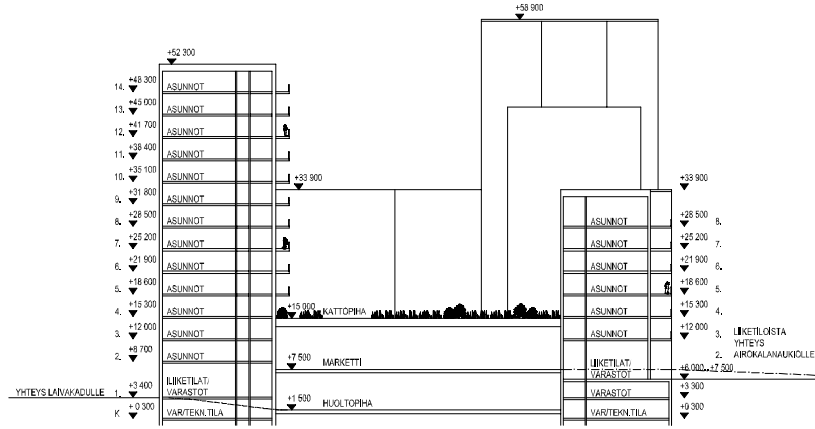 +58 900
+52 300
14. +48 300 ASUNNOT
13. +45 000 ASUNNOT
12. +41 700 ASUNNOT
11. +38 400 ASUNNOT
10. +35 100 ASUNNOT
+33 900
+33 900
9. +31 800 ASUNNOT
8. +28 500 ASUNNOT
ASUNNOT +28 500 8.
7. +25 200 ASUNNOT
ASUNNOT +25 200 7.
6. +21 900 ASUNNOT
ASUNNOT +21 900 6.
5. +18 600 ASUNNOT
ASUNNOT +18 600 5.
4. +15 300 ASUNNOT
+15 000 KATTOPIHA
ASUNNOT +15 300 4.
3. +12 000 ASUNNOT
ASUNNOT +12 000 3.
LIIKETILOISTA
YHTEYS
AIROKALANAUKIOLLE
2. +8 700 ASUNNOT
+7 500 MARKETTI
LIIKETILAT/
VARASTOT
2.
+6 000 +7 500
YHTEYS LAIVAKADULLE
1. +3 400 LIIKETILAT/
VARASTOT
VARASTOT +3 300
K +0 300 VAR/TEKN.TILA
+1 500 HUOLTOPIHA
VAR/TEKN.TILA +0 300